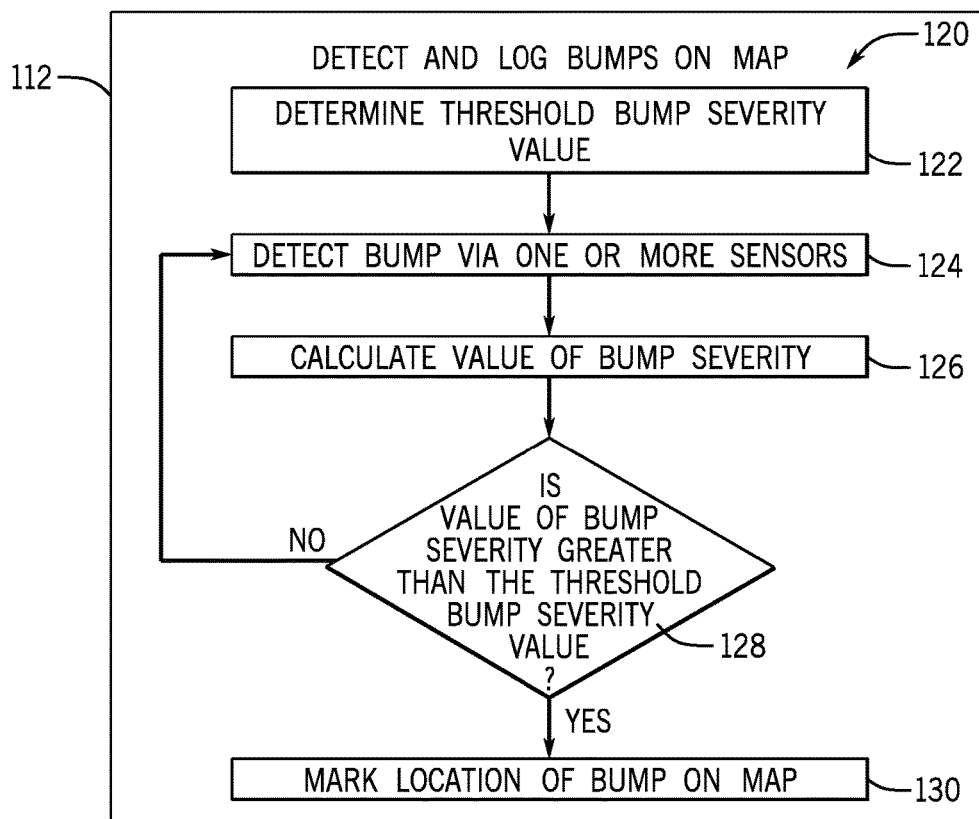 120
DETECT AND LOG BUMPS ON MAP
112
DETERMINE THRESHOLD BUMP SEVERITY
VALUE
122
DETECT BUMP VIA ONE OR MORE SENSORS
124
CALCULATE VALUE OF BUMP SEVERITY
126
IS
VALUE OF BUMP
SEVERITY GREATER
THAN THE THRESHOLD
BUMP SEVERITY
VALUE
?
NO
128
YES
MARK LOCATION OF BUMP ON MAP
130